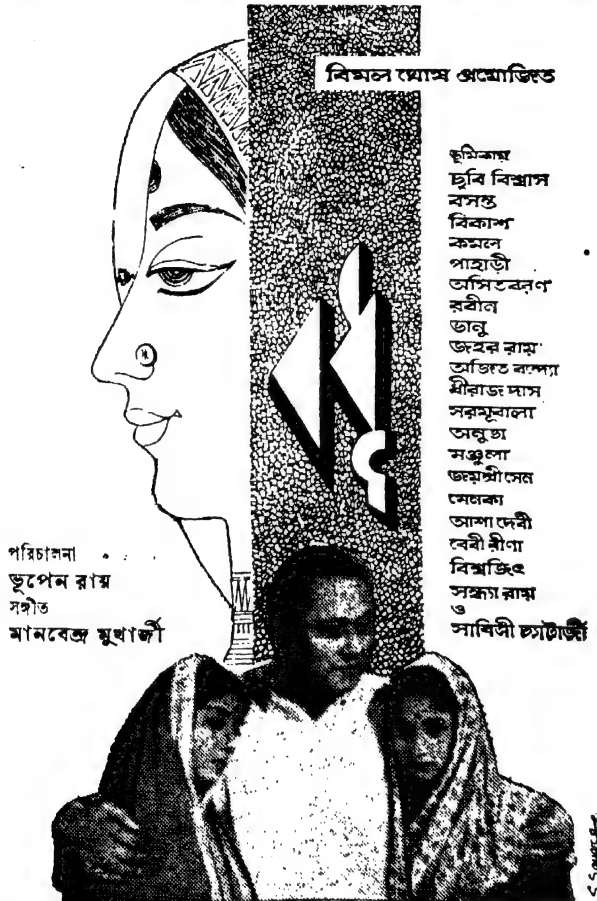 বিমল ঘোষ প্রযোজিত
বধূ
ভূমিকায়
ছবি বিশ্বাস
বসন্ত
বিকাশ
কমল
পাহাড়ী
অসিতবরণ
রবীন
ভানু
জহর রায়
অজিত বন্দ্যো
ধীরাজ দাস
সরযূবালা
অনুভা
মঞ্জুলা
জয়শ্রী সেন
মেনকা
আশা দেবী
বেবী রীণা
বিশ্বজিৎ
সন্ধ্যা রায়
ও
সাবিত্রী চ্যাটার্জী
পরিচালনা
ভূপেন রায়
সঙ্গীত
মানবেন্দ্র মুখার্জী